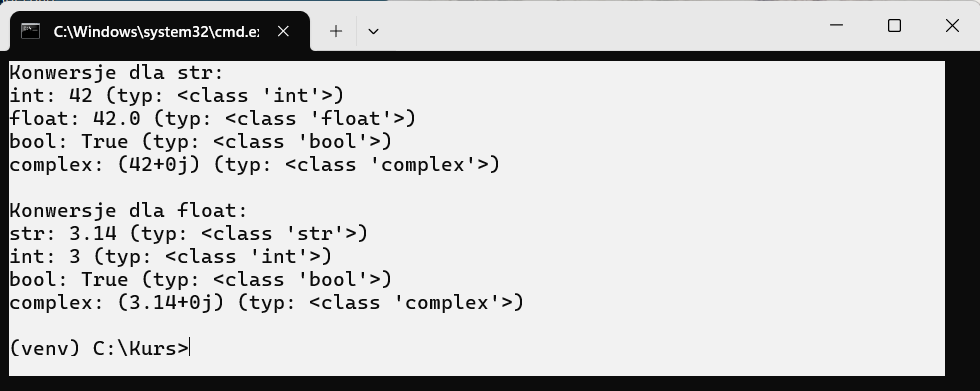 C:\Windows\system32\cmd.e:
Konwersje dla str:
int: 42 (typ: <class 'int'>)
float: 42.0 (typ: <class 'float'>)
bool: True (typ: <class 'bool'>)
complex: (42+0j) (typ: <class 'complex'>)
Konwersje dla float:
str: 3.14 (typ: <class 'str'>)
int: 3 (typ: <class 'int'>)
bool: True (typ: <class 'bool'>)
complex: (3.14+0j) (typ: <class 'complex'>)
(venv) C:\Kurs>